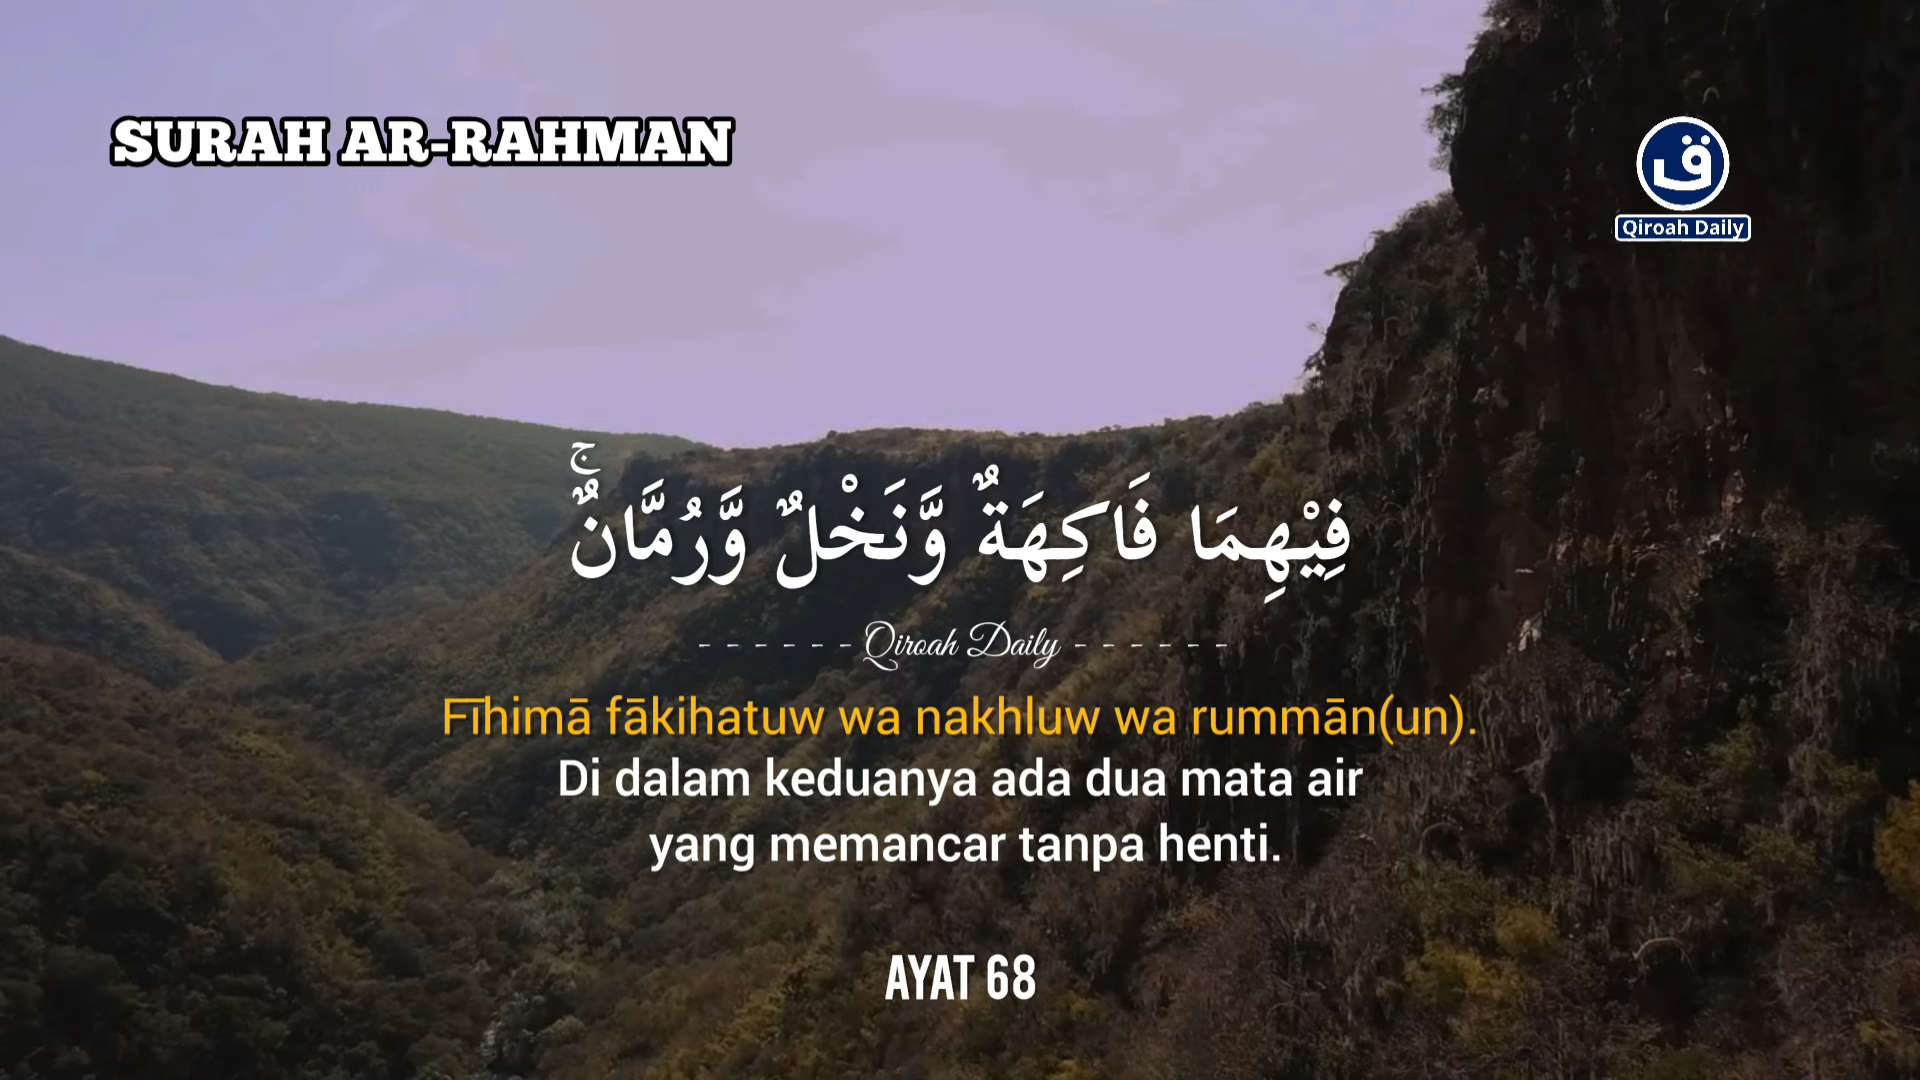 SURAH AR-RAHMAN
ق
Qiroah Daily
فِيْهِمَا فَاكِهَةٌ وَّنَخْلٌ وَّرُمَّانٌۚ
------Qiroah Daily------
Fīhimā fākihatuw wa nakhluw wa rummān(un).
Di dalam keduanya ada dua mata air
yang memancar tanpa henti.
AYAT 68